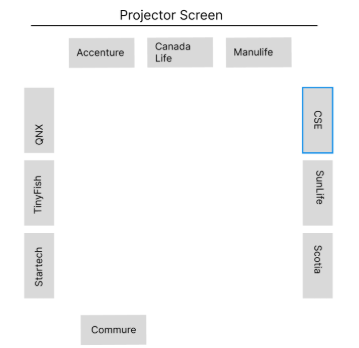 Projector Screen
Accenture
Canada
Life
Manulife
QNX
CSE
TinyFish
SunLife
Startech
Scotia
Commure